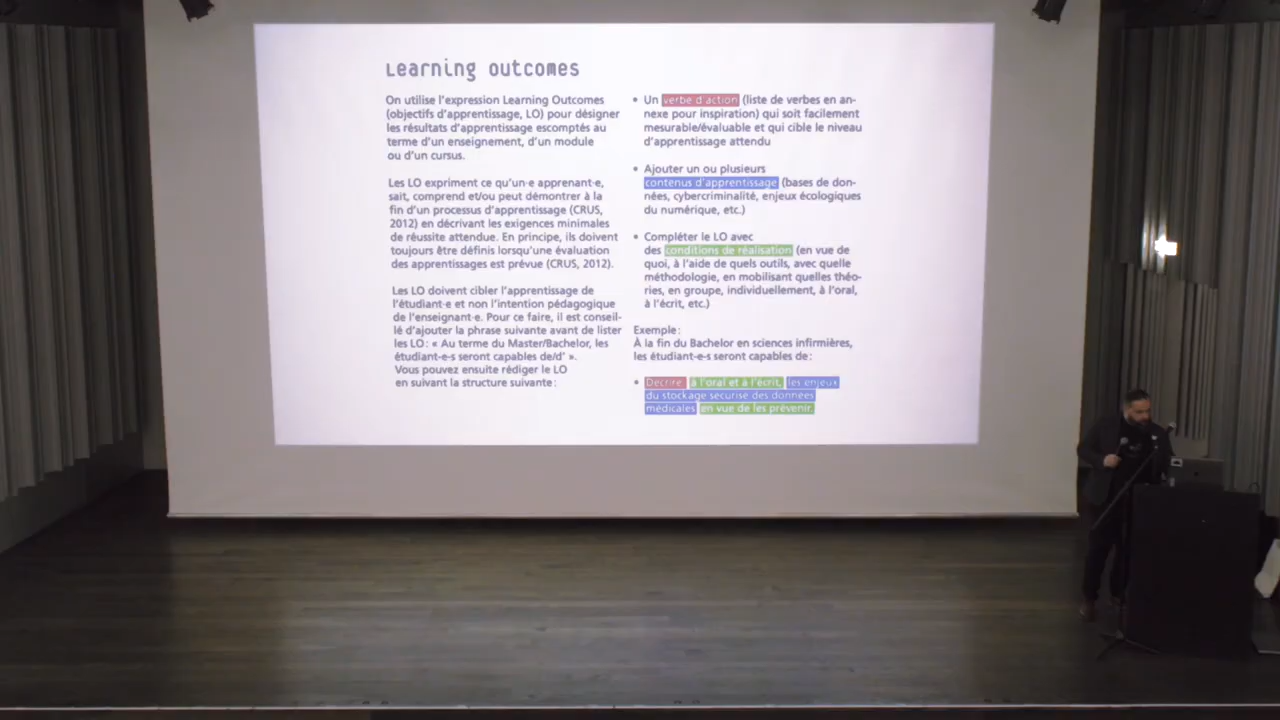 Learning outcomes
On utilise l'expression Learning Outcomes
(objectifs d'apprentissage, LO) pour désigner
les résultats d'apprentissage escomptés au
terme d'un enseignement, d'un module
ou d'un cursus.
Les LO expriment ce qu'un·e apprenant·e,
sait, comprend et/ou peut démontrer à la
fin d'un processus d'apprentissage (CRUS,
2012) en décrivant les exigences minimales
de réussite attendue. En principe, ils doivent
toujours être définis lorsqu'une évaluation
des apprentissages est prévue (CRUS, 2012).
Les LO doivent cibler l'apprentissage de
l'étudiant·e et non l'intention pédagogique
de l'enseignant·e. Pour ce faire, il est conseil-
lé d'ajouter la phrase suivante avant de lister
les LO : « Au terme du Master/Bachelor, les
étudiant-e-s seront capables de/d' ».
Vous pouvez ensuite rédiger le LO
en suivant la structure suivante :
• Un verbe d'action (liste de verbes en an-
nexe pour inspiration) qui soit facilement
mesurable/évaluable et qui cible le niveau
d'apprentissage attendu
• Ajouter un ou plusieurs
contenus d'apprentissage (bases de don-
nées, cybercriminalité, enjeux écologiques
du numérique, etc.)
• Compléter le LO avec
des conditions de réalisation (en vue de
quoi, à l'aide de quels outils, avec quelle
méthodologie, en mobilisant quelles théo-
ries, en groupe, individuellement, à l'oral,
à l'écrit, etc.)
Exemple :
À la fin du Bachelor en sciences infirmières,
les étudiant-e-s seront capables de :
• Décrire, à l'oral et à l'écrit, les enjeux
du stockage sécurisé des données
médicales en vue de les prévenir.